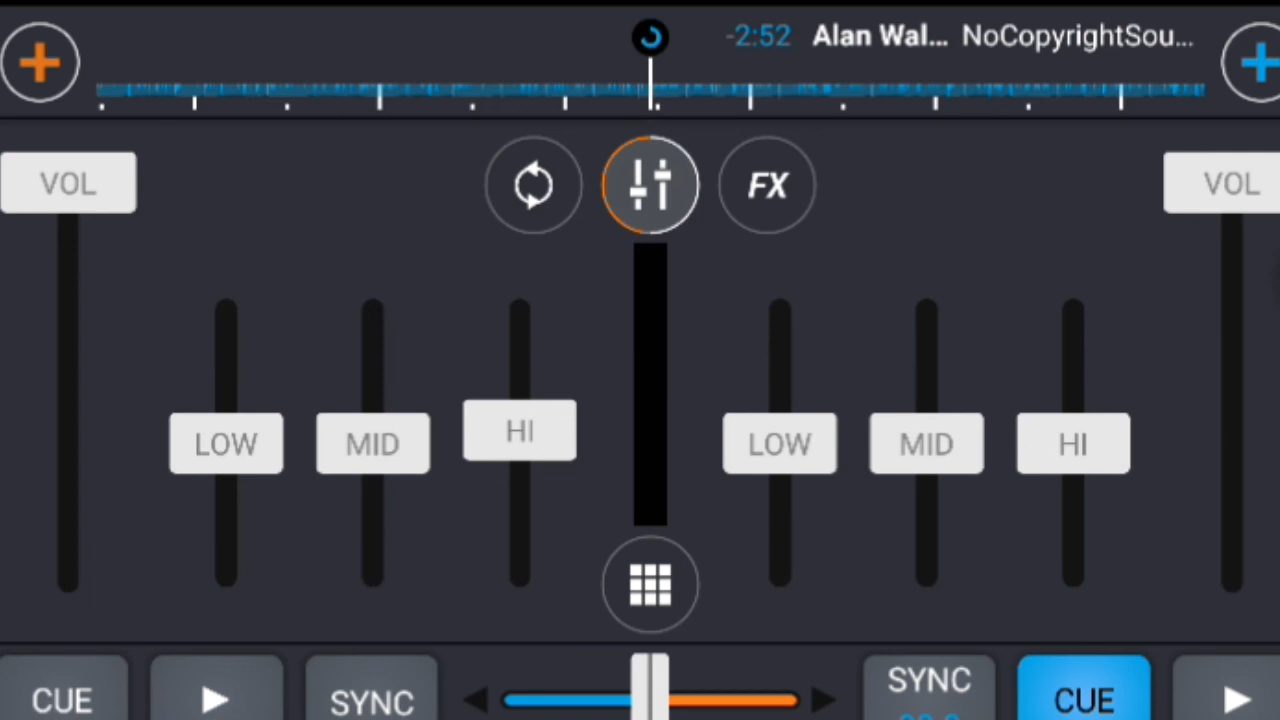 -2:52 Alan Wal... NoCopyrightSou...
VOL
VOL
FX
HI
LOW MID
LOW MID HI
CUE SYNC
SYNC
CUE